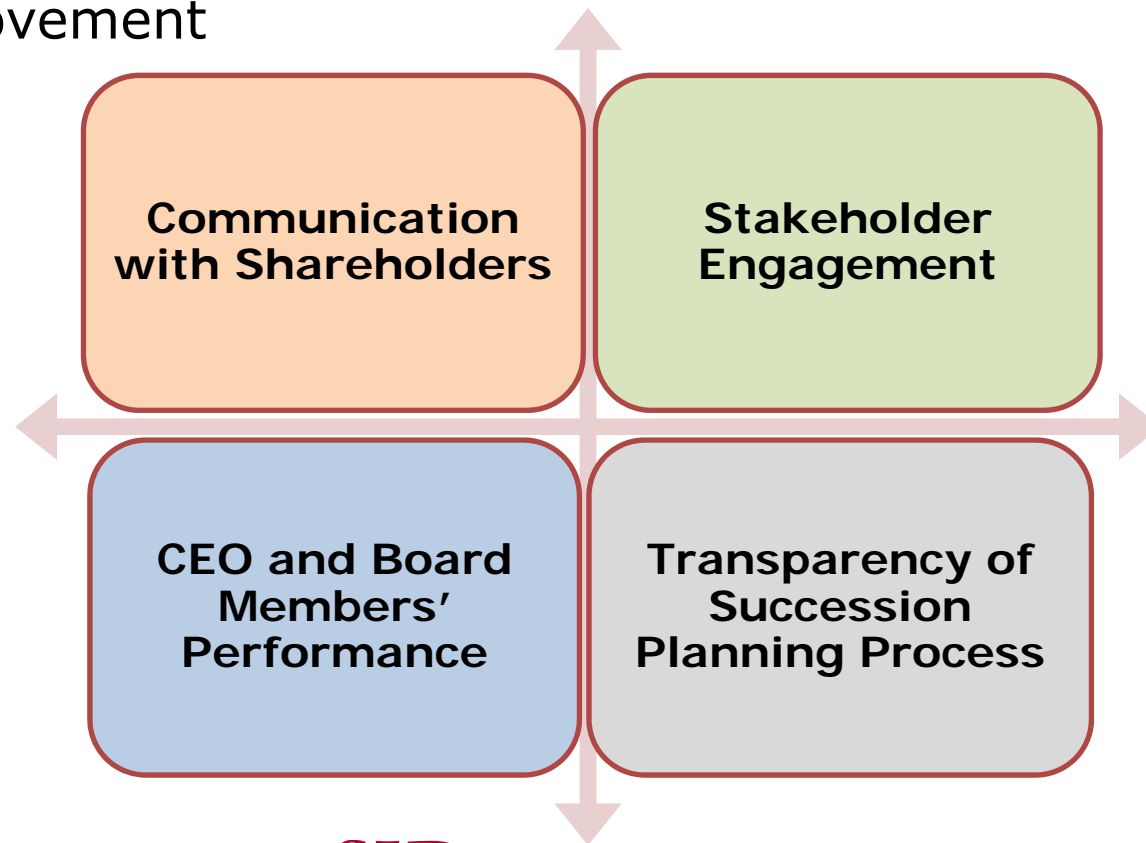 ovement
Communication
with Shareholders
Stakeholder
Engagement
CEO and Board
Members’
Performance
Transparency of
Succession
Planning Process